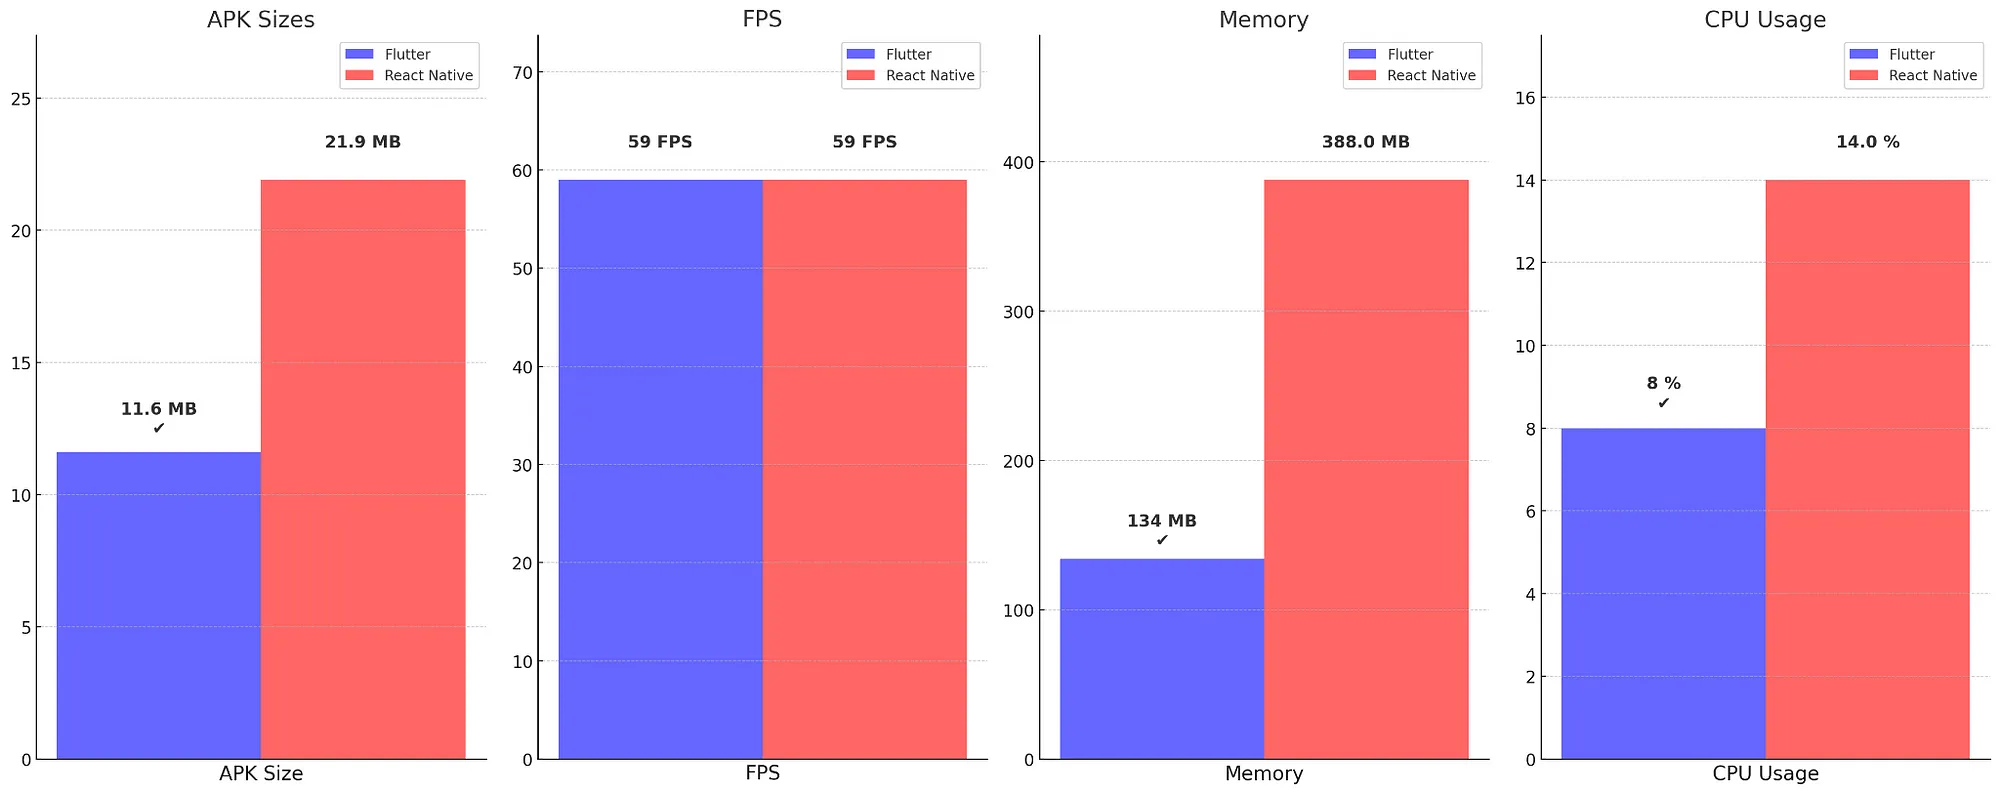 APK Sizes
Flutter
React Native
25
20
15
10
5
0
21.9 MB
11.6 MB
✔
APK Size
FPS
Flutter
React Native
70
60
50
40
30
20
10
0
59 FPS
59 FPS
FPS
Memory
Flutter
React Native
400
300
200
100
0
388.0 MB
134 MB
✔
Memory
CPU Usage
Flutter
React Native
16
14
12
10
8
6
4
2
0
14.0 %
8 %
✔
CPU Usage